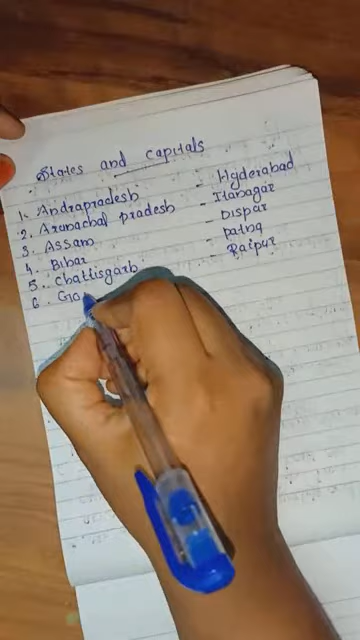 States and capitals
1. Andrapradesh - Hyderabad
2. Arunachal pradesh - Itanagar
3. Assam - Dispur
4. Bihar - patna
5. Chattisgarh - Raipur
6. Goa